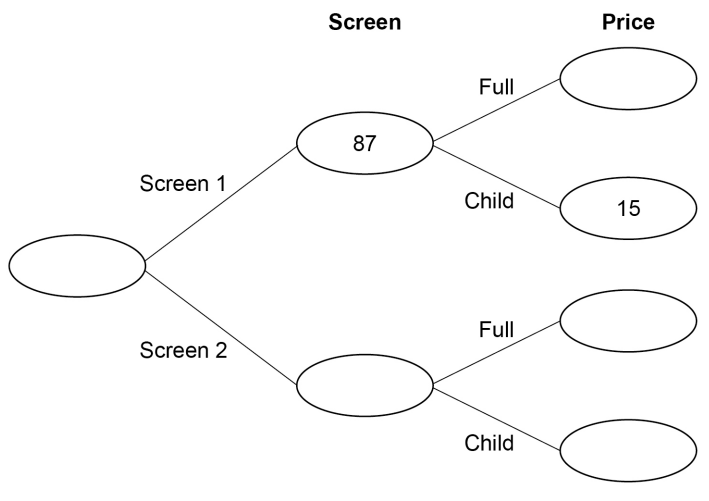 Screen Price
Full
87
Screen 1
Child
15
Full
Screen 2
Child